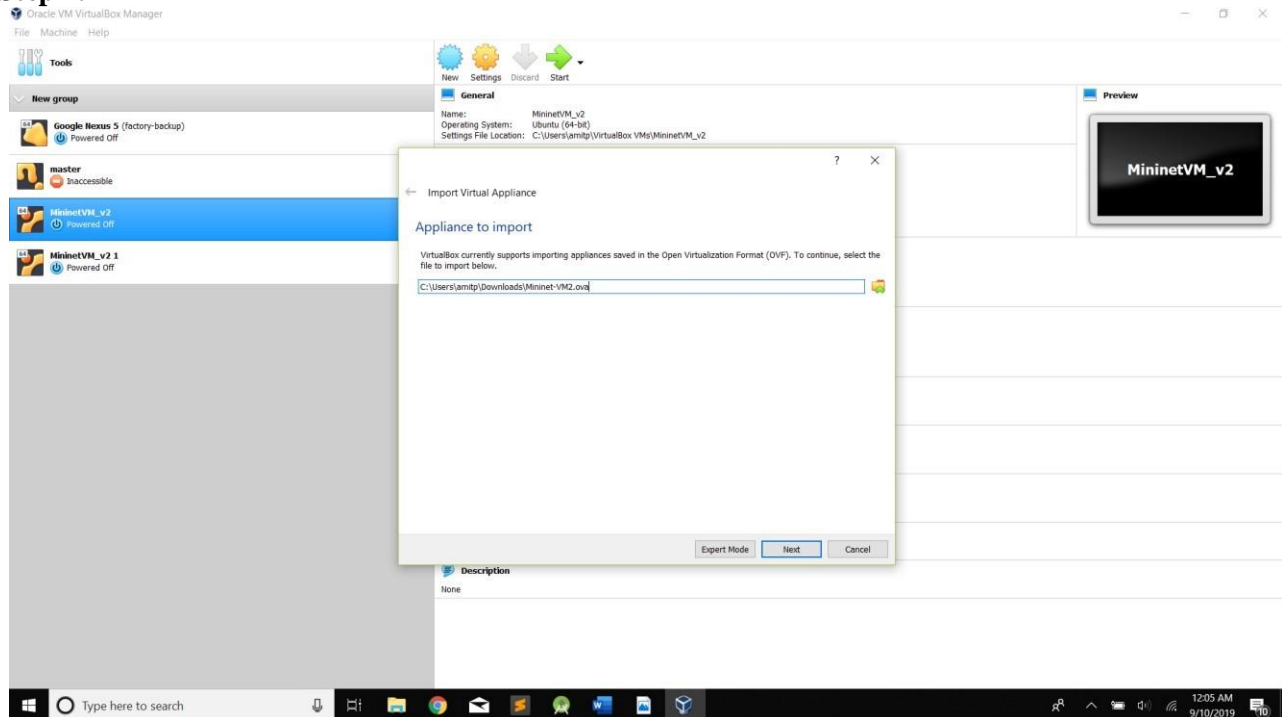 Oracle VM VirtualBox Manager
File Machine Help
Tools
New group
64
Google Nexus 5 (factory-backup)
Powered Off
master
Inaccessible
64
MininetVM_v2
Powered Off
64
MininetVM_v2 1
Powered Off
New Settings Discard Start
General
Name: MininetVM_v2
Operating System: Ubuntu (64-bit)
Settings File Location: C:\Users\amitp\VirtualBox VMs\MininetVM_v2
Preview
MininetVM_v2
?
Import Virtual Appliance
Appliance to import
VirtualBox currently supports importing appliances saved in the Open Virtualization Format (OVF). To continue, select the
file to import below.
C:\Users\amitp\Downloads\Mininet-VM2.ova
Expert Mode Next Cancel
Description
None
Type here to search
12:05 AM
9/10/2019
10